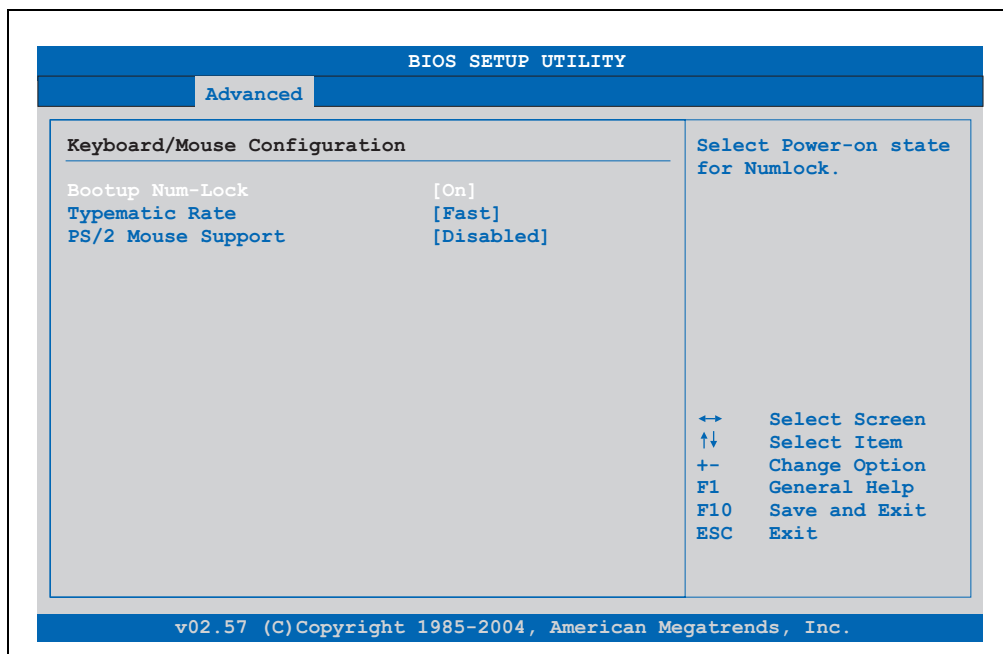 BIOS SETUP UTILITY
Advanced
Keyboard/Mouse Configuration
Bootup Num-Lock [On]
Typematic Rate [Fast]
PS/2 Mouse Support [Disabled]
Select Power-on state
for Numlock.
↔ Select Screen
↑↓ Select Item
+- Change Option
F1 General Help
F10 Save and Exit
ESC Exit
v02.57 (C)Copyright 1985-2004, American Megatrends, Inc.